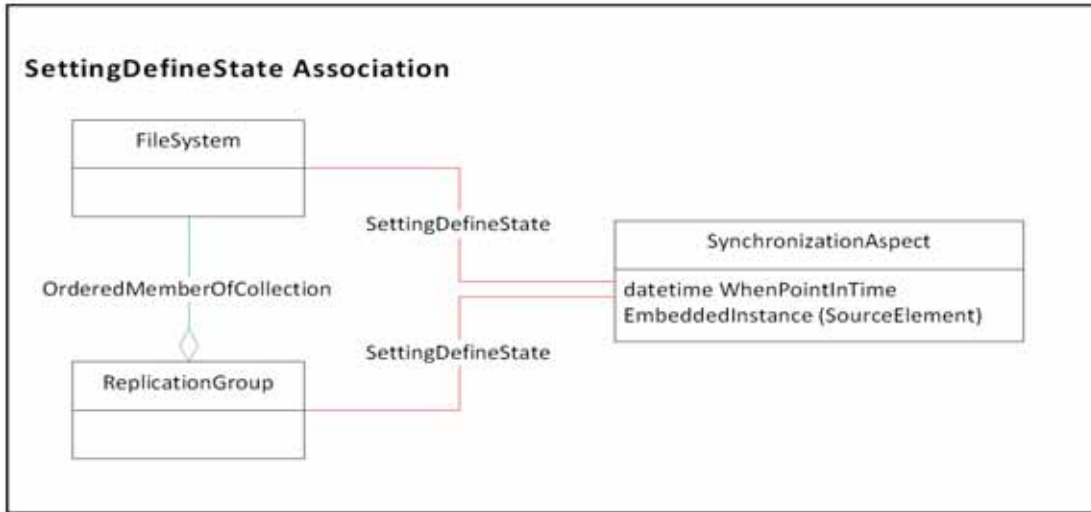 SettingDefineState Association
FileSystem
SettingDefineState
SynchronizationAspect
datetime WhenPointInTime
EmbeddedInstance (SourceElement)
OrderedMemberOfCollection
SettingDefineState
ReplicationGroup